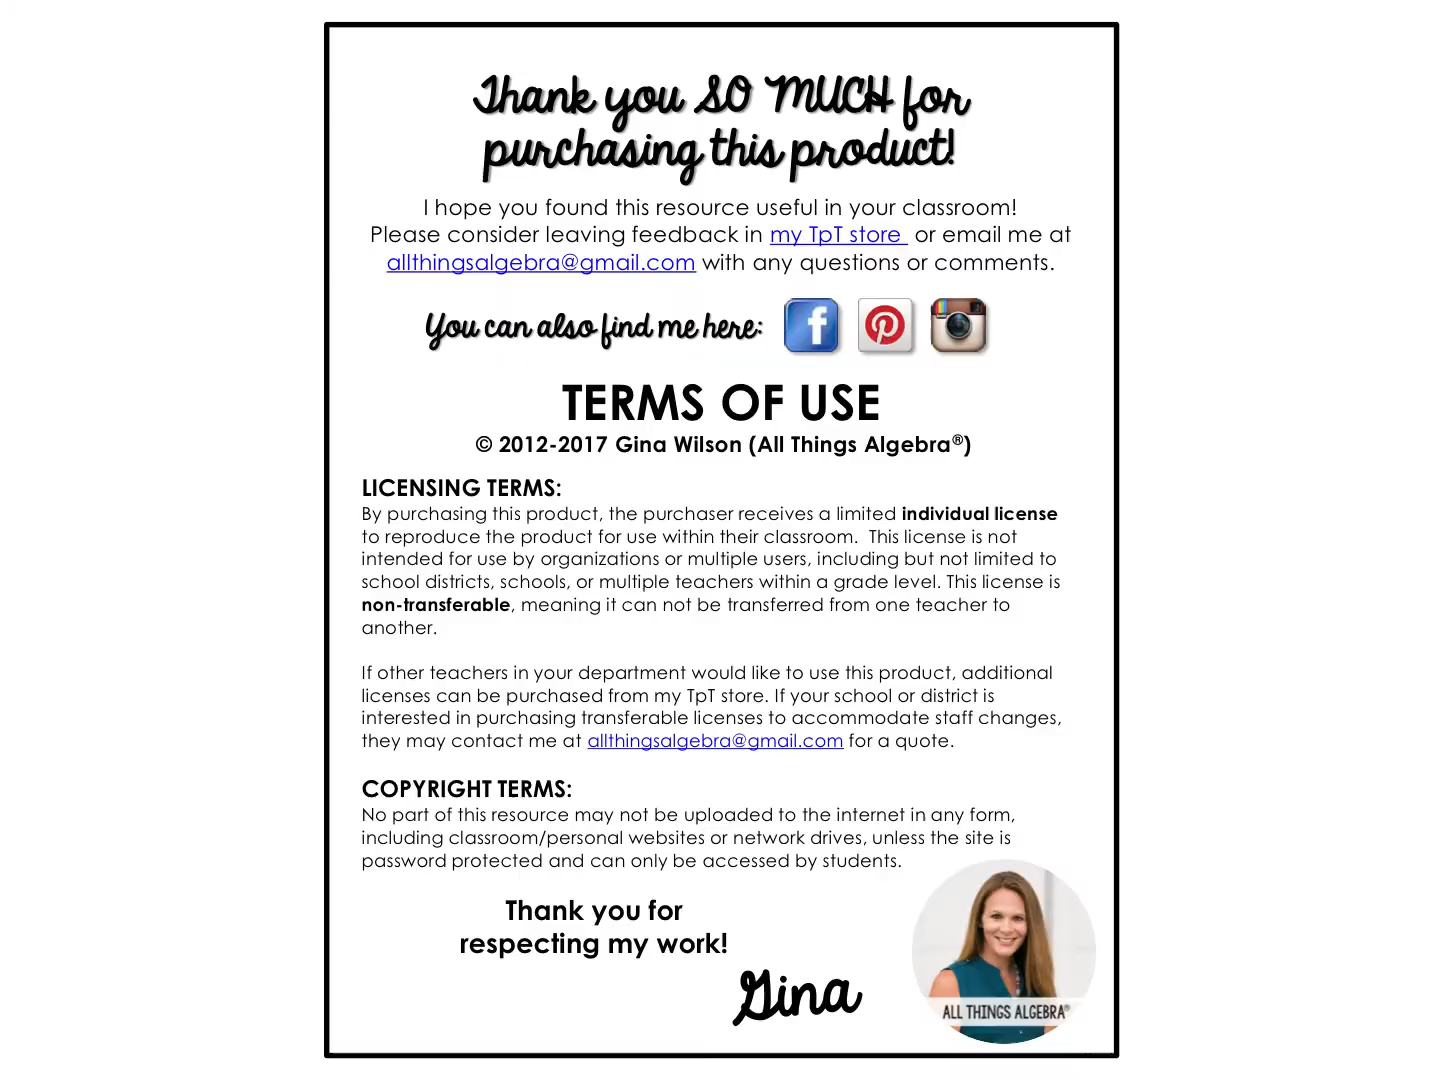 Thank you SO MUCH for
purchasing this product!
I hope you found this resource useful in your classroom!
Please consider leaving feedback in my TpT store  or email me at
allthingsalgebra@gmail.com with any questions or comments.
You can also find me here:
TERMS OF USE
© 2012-2017 Gina Wilson (All Things Algebra®)
LICENSING TERMS:
By purchasing this product, the purchaser receives a limited individual license
to reproduce the product for use within their classroom.  This license is not
intended for use by organizations or multiple users, including but not limited to
school districts, schools, or multiple teachers within a grade level. This license is
non-transferable, meaning it can not be transferred from one teacher to
another.
If other teachers in your department would like to use this product, additional
licenses can be purchased from my TpT store. If your school or district is
interested in purchasing transferable licenses to accommodate staff changes,
they may contact me at allthingsalgebra@gmail.com for a quote.
COPYRIGHT TERMS:
No part of this resource may not be uploaded to the internet in any form,
including classroom/personal websites or network drives, unless the site is
password protected and can only be accessed by students.
Thank you for
respecting my work!
Gina
ALL THINGS ALGEBRA®